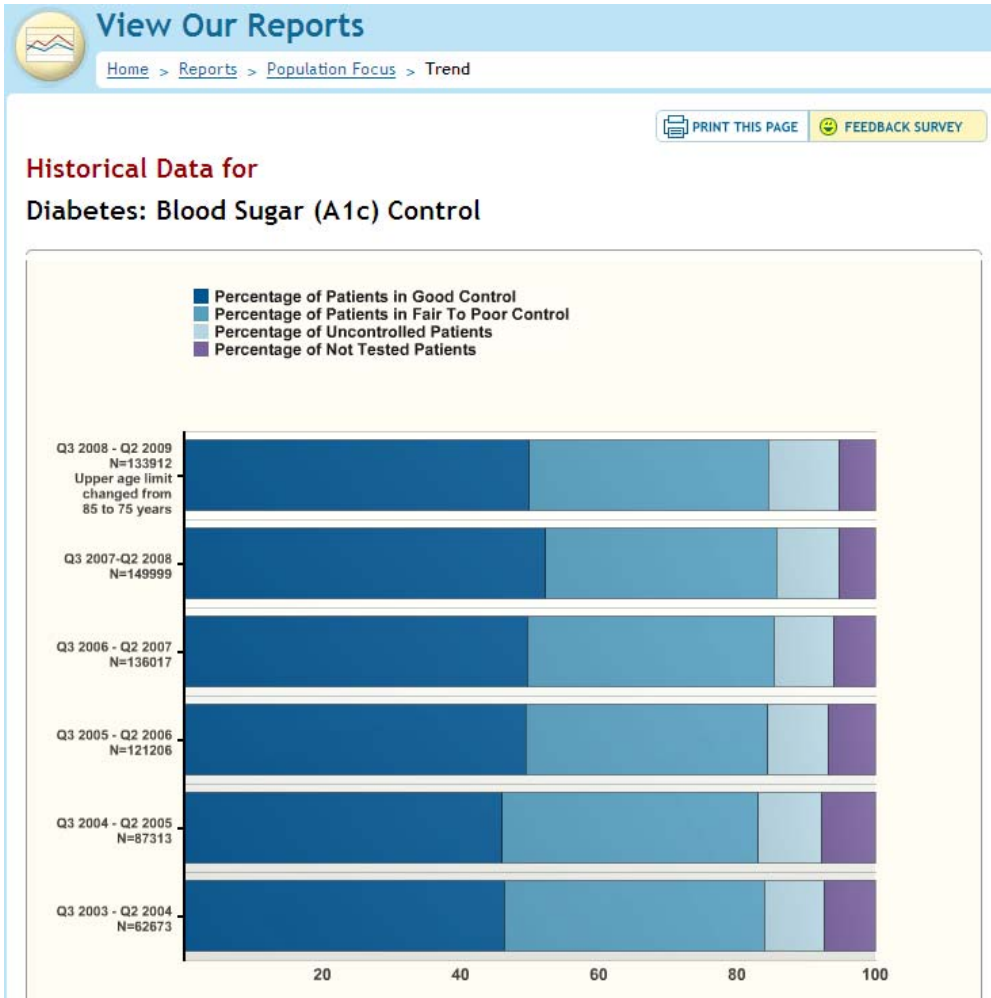 View Our Reports
Home > Reports > Population Focus > Trend
PRINT THIS PAGE
FEEDBACK SURVEY
Historical Data for
Diabetes: Blood Sugar (A1c) Control
Percentage of Patients in Good Control
Percentage of Patients in Fair To Poor Control
Percentage of Uncontrolled Patients
Percentage of Not Tested Patients
Q3 2008 - Q2 2009
N=133912
Upper age limit
changed from
85 to 75 years
Q3 2007-Q2 2008
N=149999
Q3 2006 - Q2 2007
N=136017
Q3 2005 - Q2 2006
N=121206
Q3 2004 - Q2 2005
N=87313
Q3 2003 - Q2 2004
N=62673
20 40 60 80 100